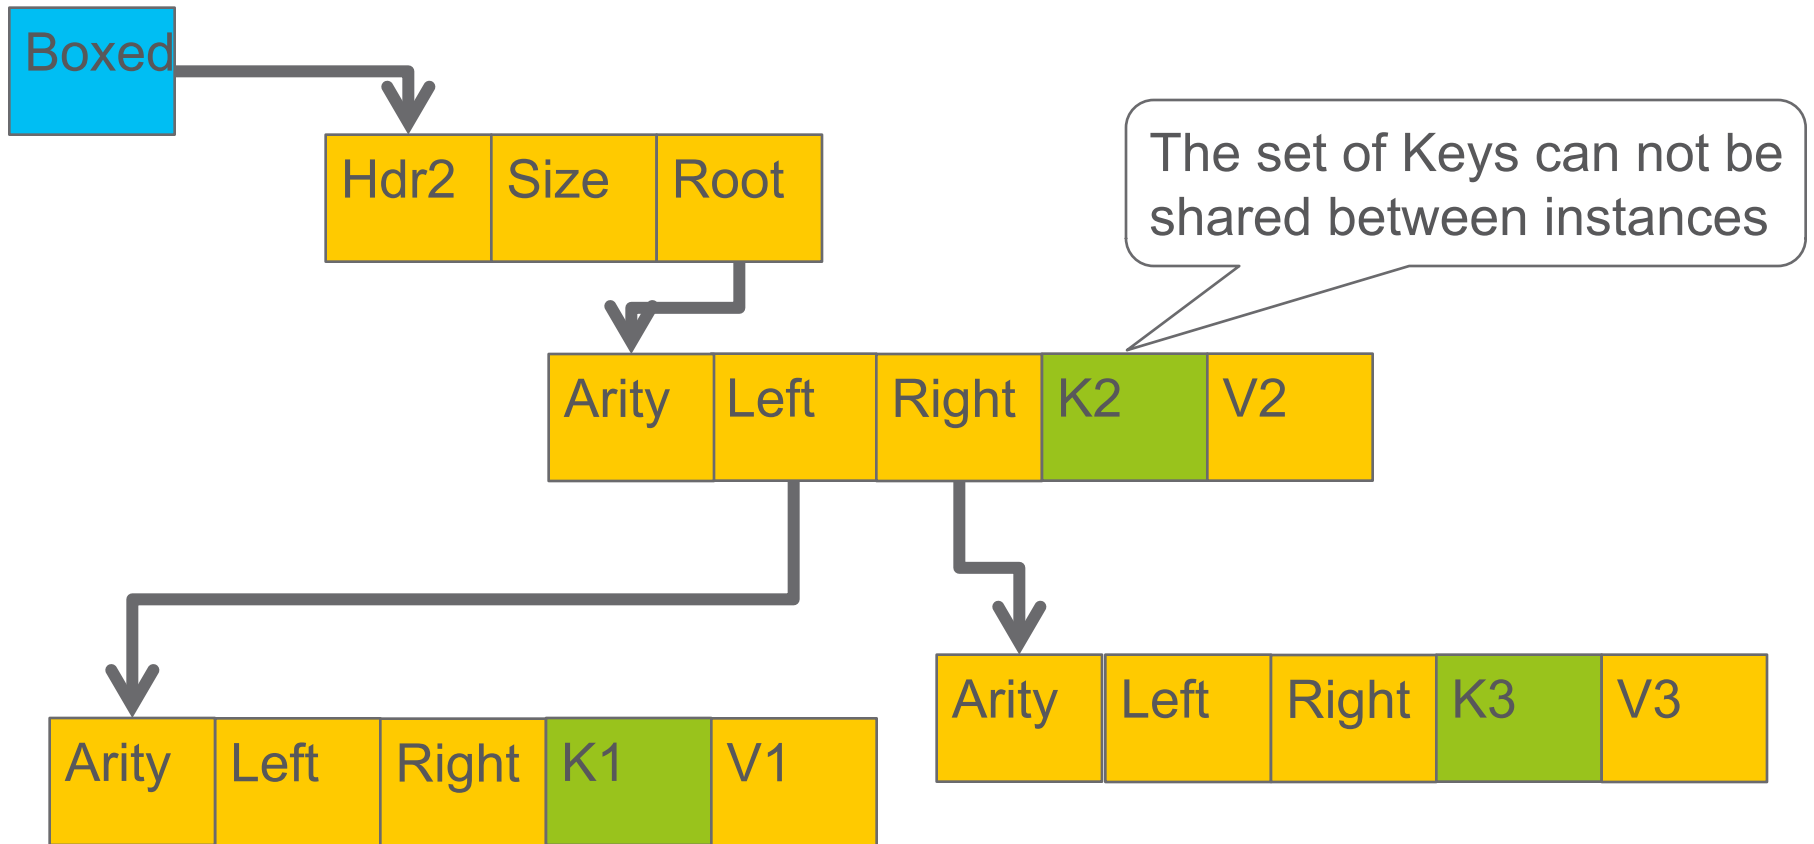 Boxed
Hdr2 Size Root
The set of Keys can not be
shared between instances
Arity Left Right K2 V2
Arity Left Right K3 V3
Arity Left Right K1 V1